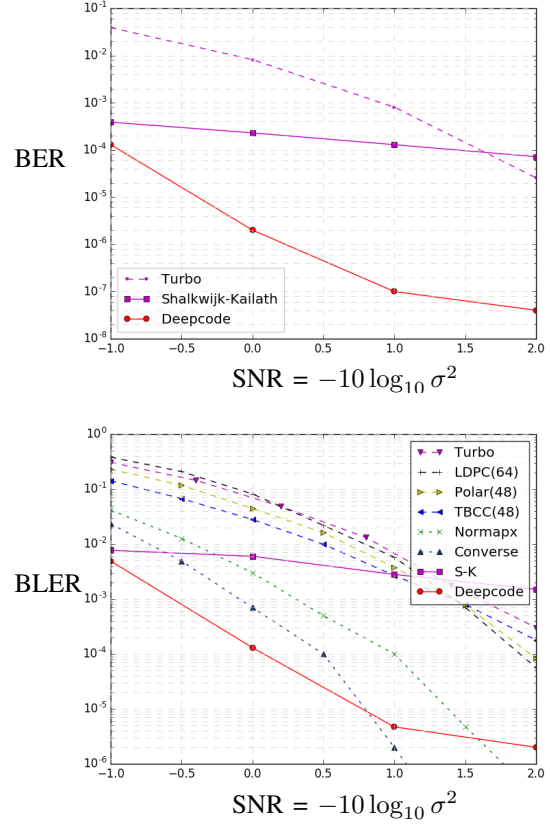 10⁻¹
10⁻²
10⁻³
10⁻⁴
10⁻⁵
10⁻⁶
10⁻⁷
10⁻⁸
BER
Turbo
Shalkwijk-Kailath
Deepcode
-1.0 -0.5 0.0 0.5 1.0 1.5 2.0
SNR = −10 log₁₀ σ²
10⁰
10⁻¹
10⁻²
10⁻³
10⁻⁴
10⁻⁵
10⁻⁶
BLER
Turbo
LDPC(64)
Polar(48)
TBCC(48)
Normapx
Converse
S-K
Deepcode
−1.0 −0.5 0.0 0.5 1.0 1.5 2.0
SNR = −10 log₁₀ σ²